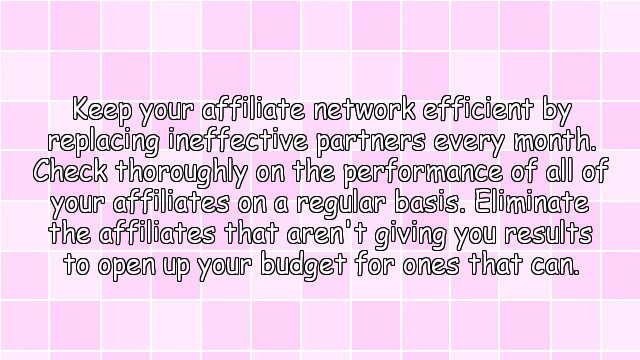 Keep your affiliate network efficient by
replacing ineffective partners every month.
Check thoroughly on the performance of all of
your affiliates on a regular basis. Eliminate
the affiliates that aren't giving you results
to open up your budget for ones that can.